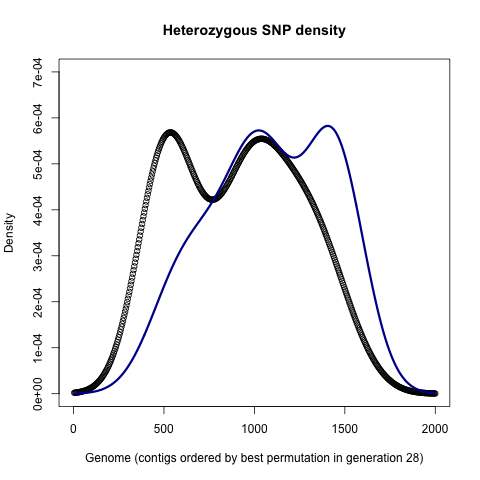 Heterozygous SNP density
7e-04
6e-04
5e-04
4e-04
3e-04
2e-04
1e-04
0e+00
Density
0 500 1000 1500 2000
Genome (contigs ordered by best permutation in generation 28)